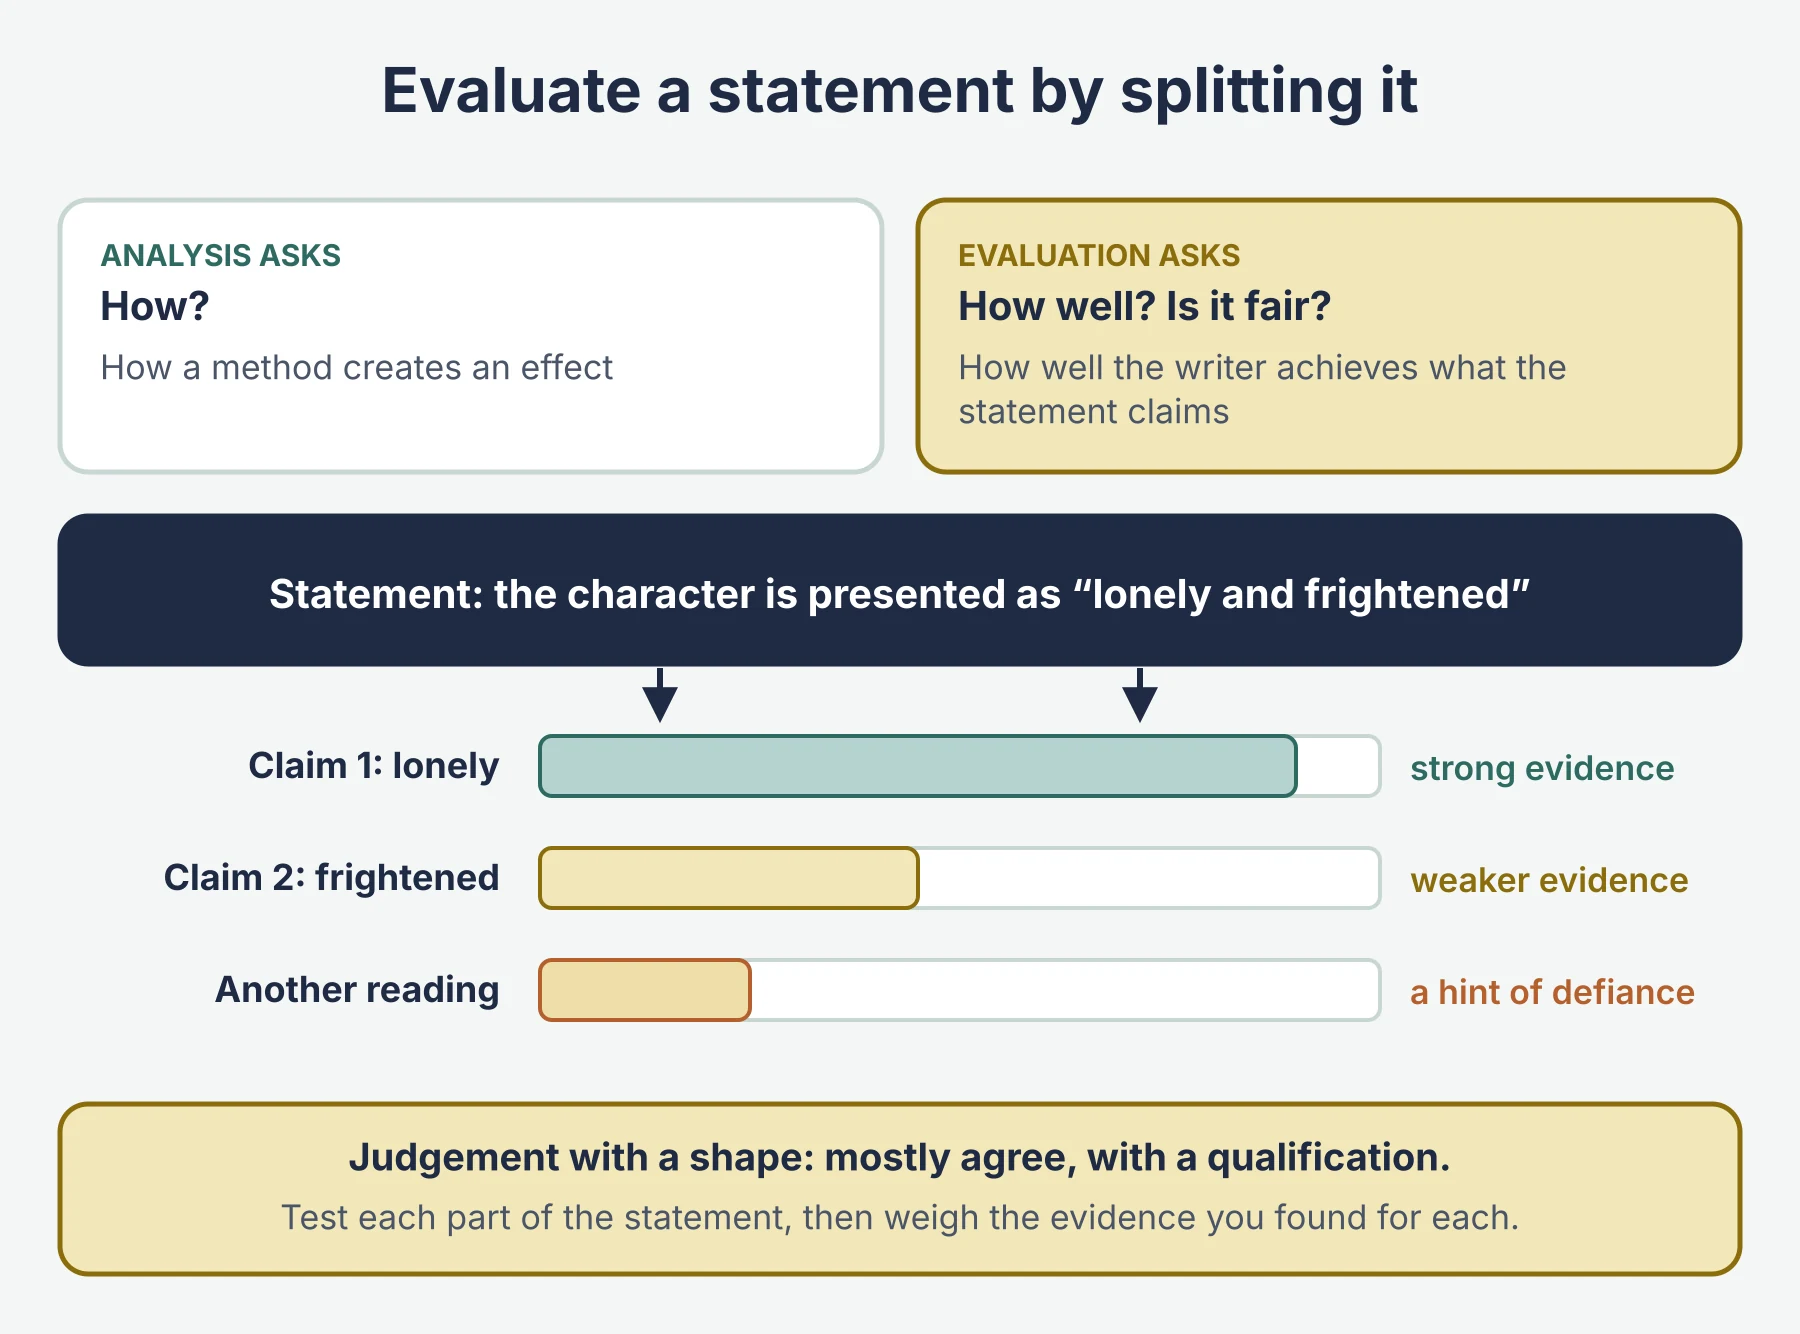 Evaluate a statement by splitting it
ANALYSIS ASKS
How?
How a method creates an effect
EVALUATION ASKS
How well? Is it fair?
How well the writer achieves what the
statement claims
Statement: the character is presented as “lonely and frightened”
Claim 1: lonely
strong evidence
Claim 2: frightened
weaker evidence
Another reading
a hint of defiance
Judgement with a shape: mostly agree, with a qualification.
Test each part of the statement, then weigh the evidence you found for each.